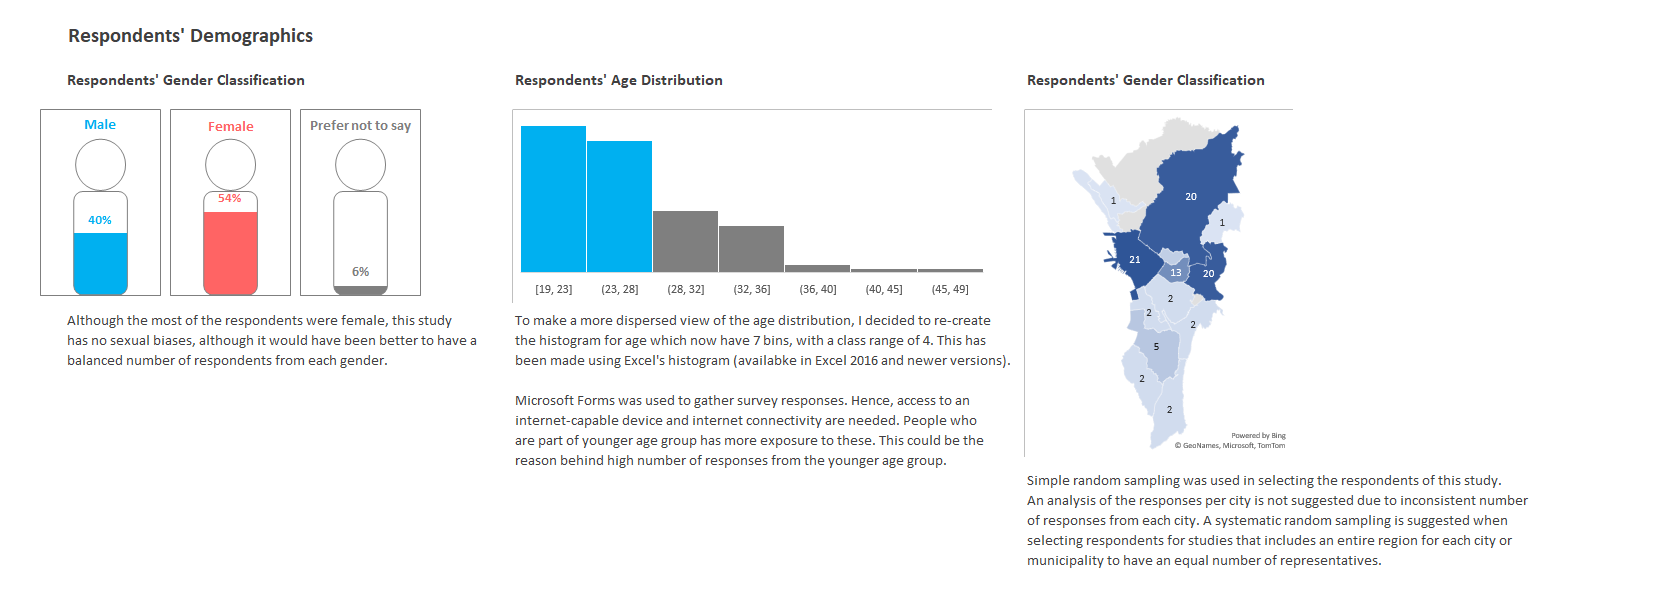 Respondents' Demographics
Respondents' Gender Classification
Male
40%
Female
54%
Prefer not to say
6%
Although the most of the respondents were female, this study
has no sexual biases, although it would have been better to have a
balanced number of respondents from each gender.
Respondents' Age Distribution
[19, 23] (23, 28] (28, 32] (32, 36] (36, 40] (40, 45] (45, 49]
To make a more dispersed view of the age distribution, I decided to re-create
the histogram for age which now have 7 bins, with a class range of 4. This has
been made using Excel's histogram (availabke in Excel 2016 and newer versions).
Microsoft Forms was used to gather survey responses. Hence, access to an
internet-capable device and internet connectivity are needed. People who
are part of younger age group has more exposure to these. This could be the
reason behind high number of responses from the younger age group.
Respondents' Gender Classification
20
1
1
21
13
20
2
2
2
5
2
2
Powered by Bing
© GeoNames, Microsoft, TomTom
Simple random sampling was used in selecting the respondents of this study.
An analysis of the responses per city is not suggested due to inconsistent number
of responses from each city. A systematic random sampling is suggested when
selecting respondents for studies that includes an entire region for each city or
municipality to have an equal number of representatives.